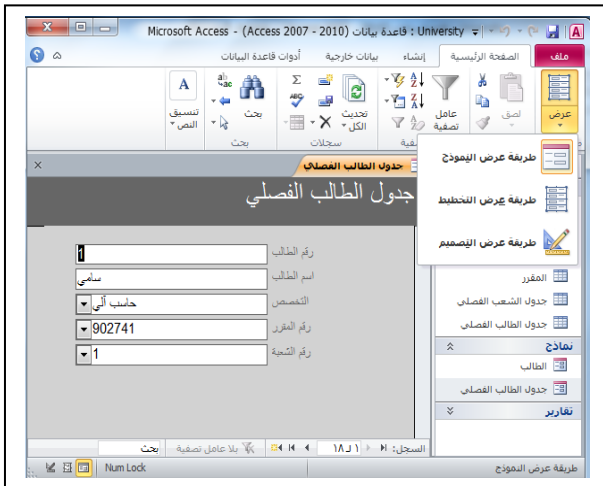 University : قاعدة بيانات (Access 2007 - 2010) - Microsoft Access
ملف
الصفحة الرئيسية
إنشاء
بيانات خارجية
أدوات قاعدة البيانات
عرض
لصق
عامل تصفية
تحديث الكل
بحث
تنسيق النص
سجلات
بحث
طريقة عرض النموذج
طريقة عرض التخطيط
طريقة عرض التصميم
جدول الطالب الفصلي
جدول الطالب الفصلي
رقم الطالب 1
اسم الطالب سامي
التخصص حاسب آلي
رقم المقرر 902741
رقم الشعبة 1
المقرر
جدول الشعب الفصلي
جدول الطالب الفصلي
نماذج
الطالب
جدول الطالب الفصلي
تقارير
السجل: 1 لـ 18 بلا عامل تصفية بحث
طريقة عرض النموذج
Num Lock